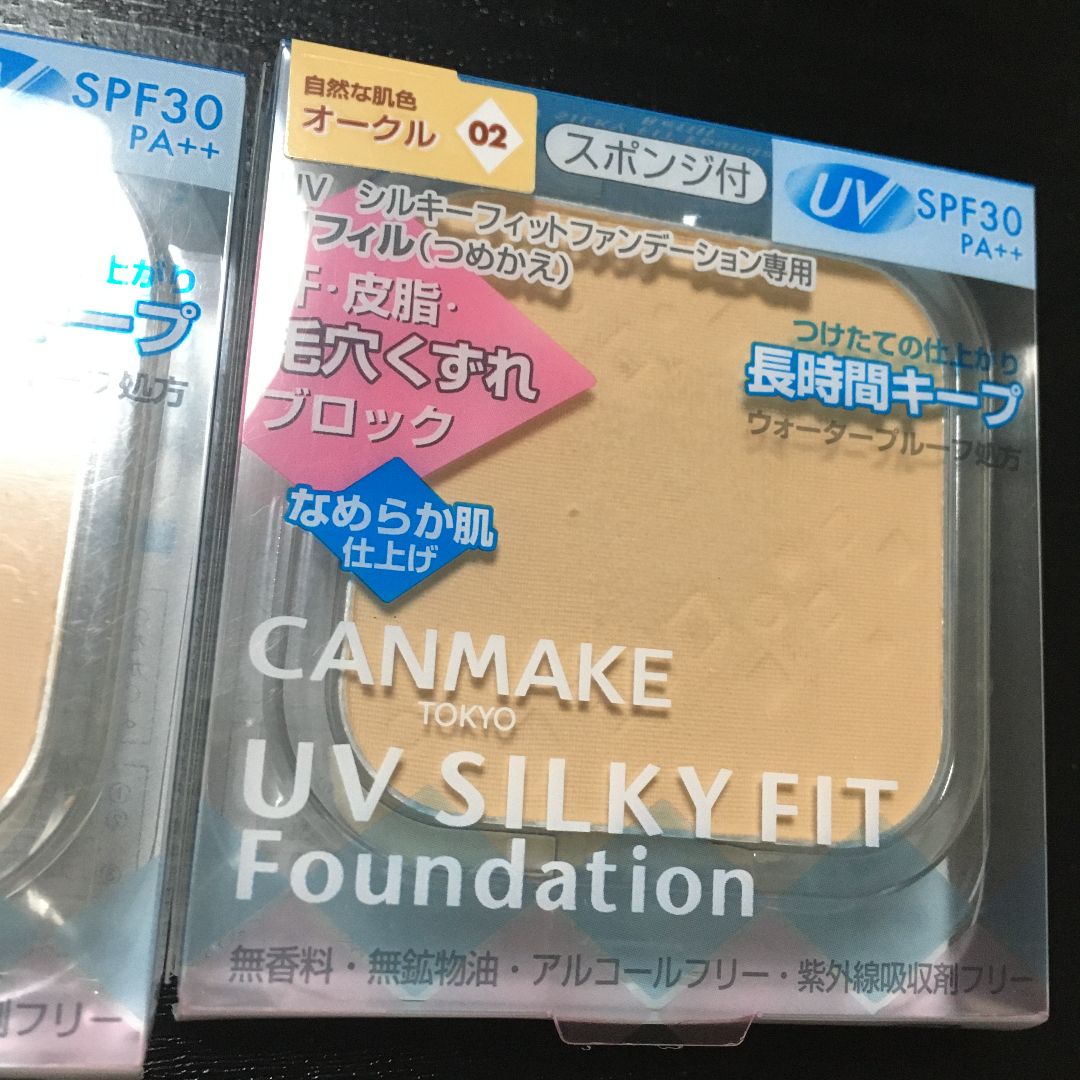 SPF30
PA++
上がり
ープ
ーフ処方
剤フリー
自然な肌色
オークル
02
スポンジ付
UV
SPF30
PA++
UV シルキーフィットファンデーション専用
フィル(つめかえ)
汗・皮脂・
毛穴くずれ
ブロック
つけたての仕上がり
長時間キープ
ウォータープルーフ処方
なめらか肌
仕上げ
CANMAKE
TOKYO
UV SILKY FIT
Foundation
無香料・無鉱物油・アルコールフリー・紫外線吸収剤フリー